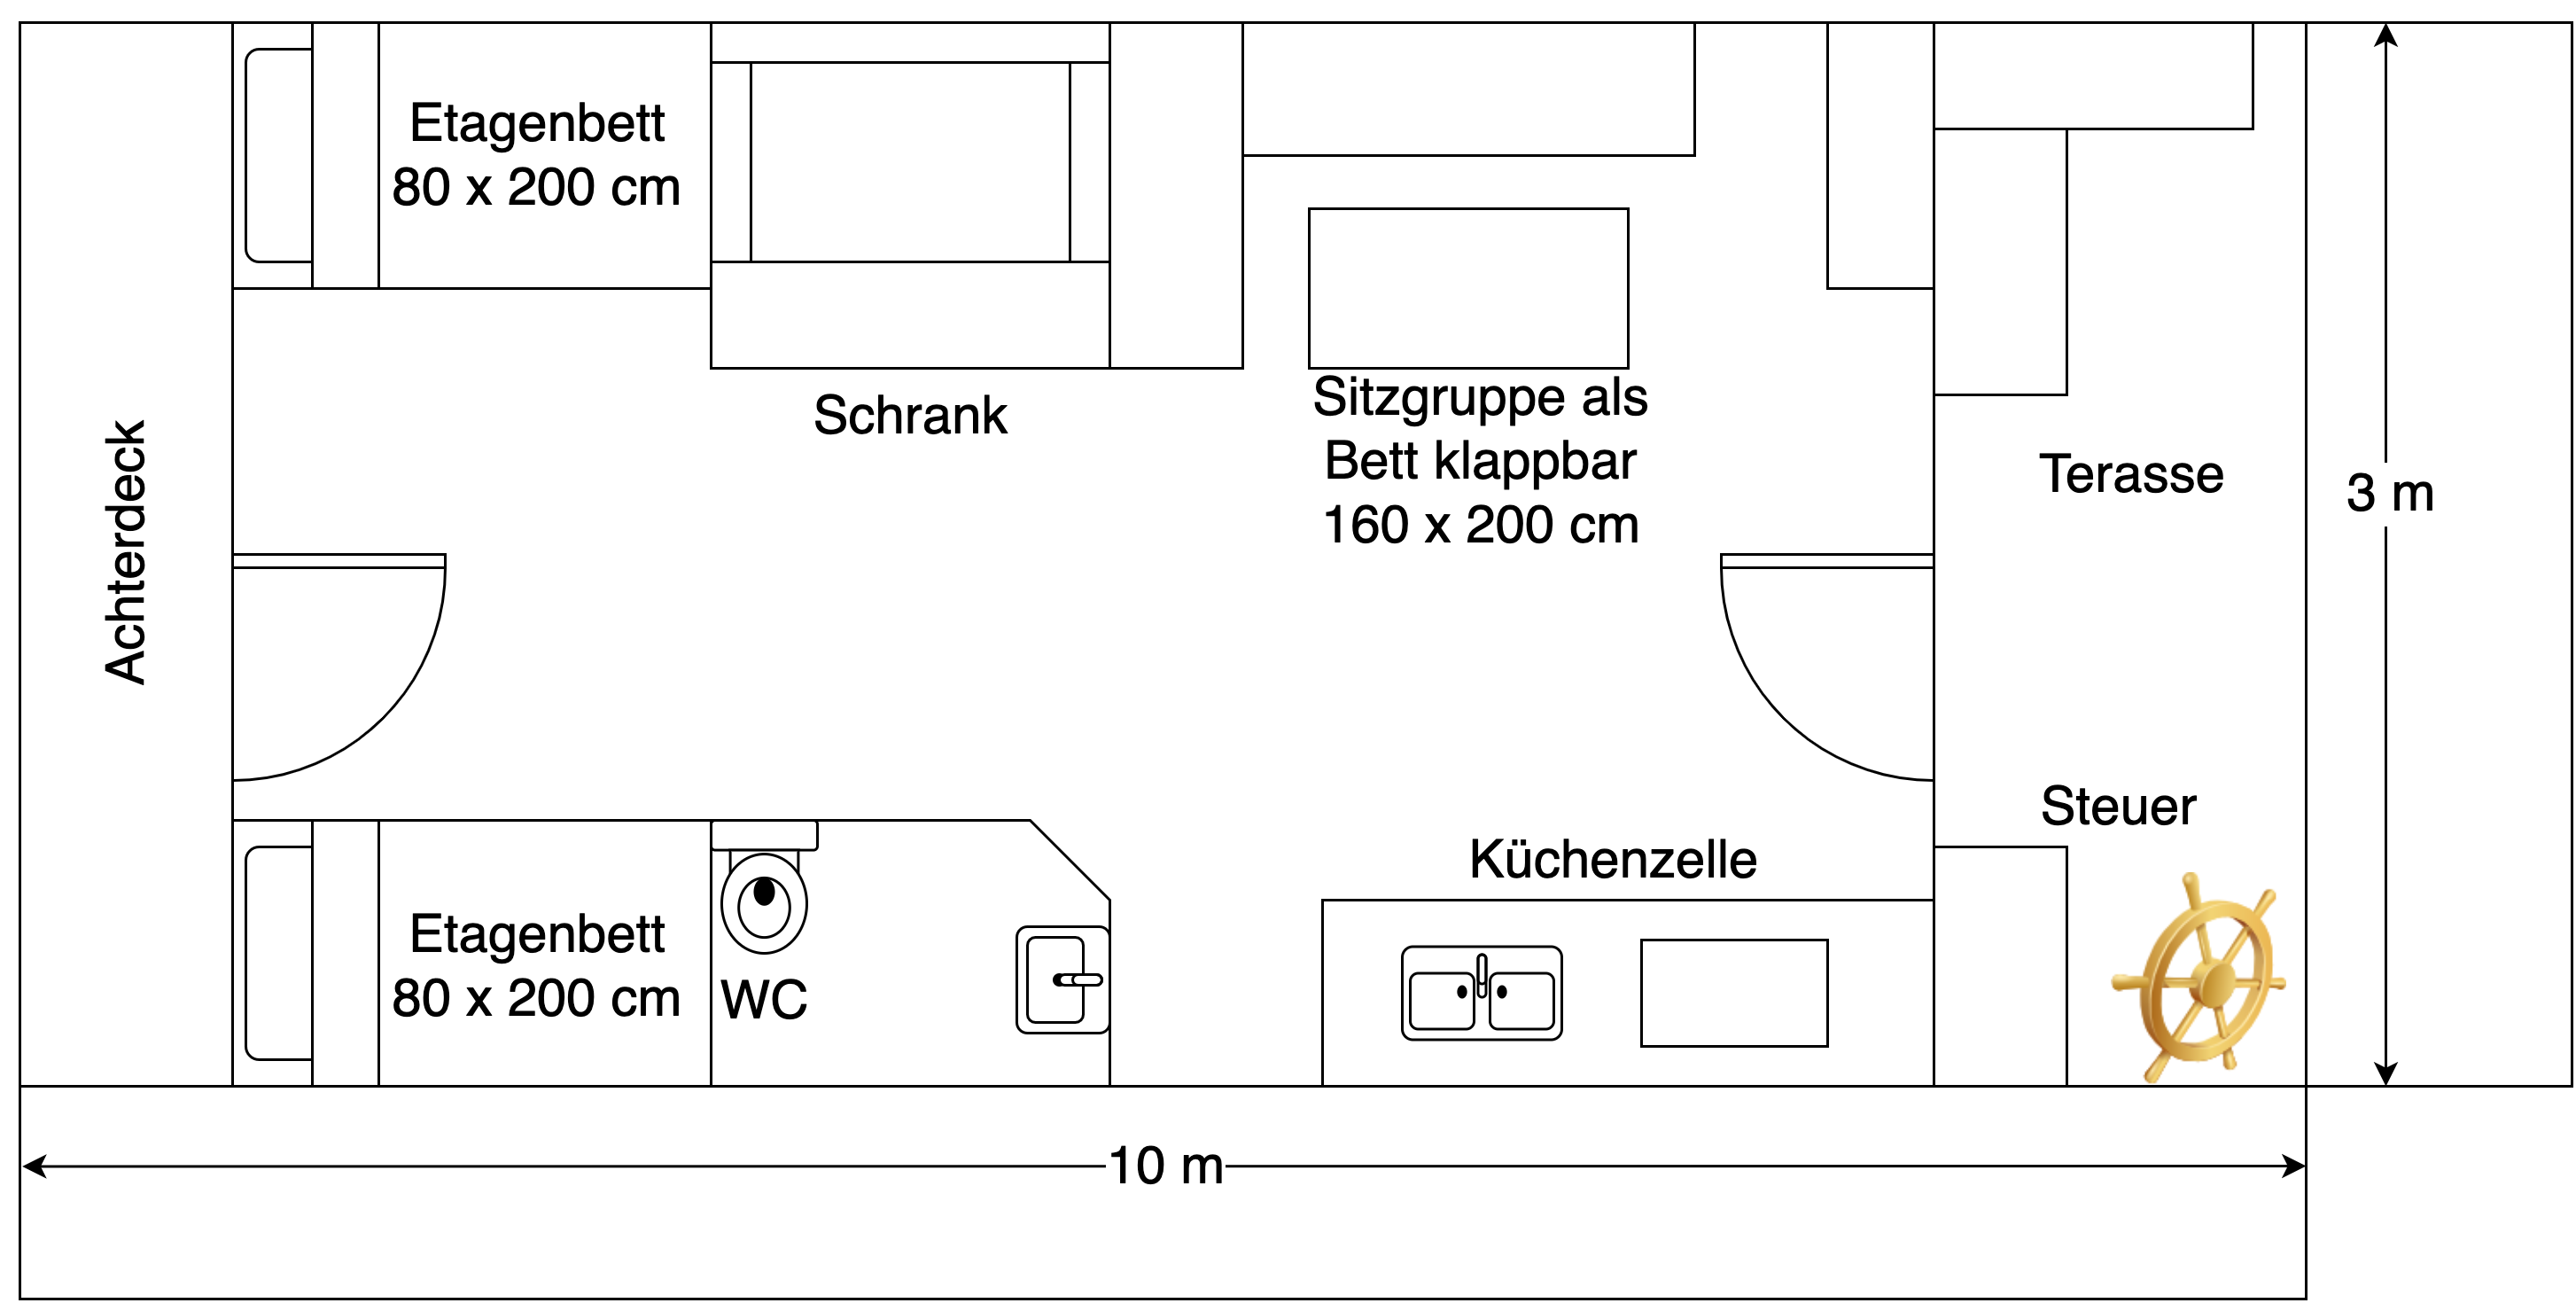 Etagenbett
80 x 200 cm
Schrank
Sitzgruppe als
Bett klappbar
160 x 200 cm
Achterdeck
Terasse
3 m
Steuer
Küchenzelle
Etagenbett
80 x 200 cm
WC
10 m